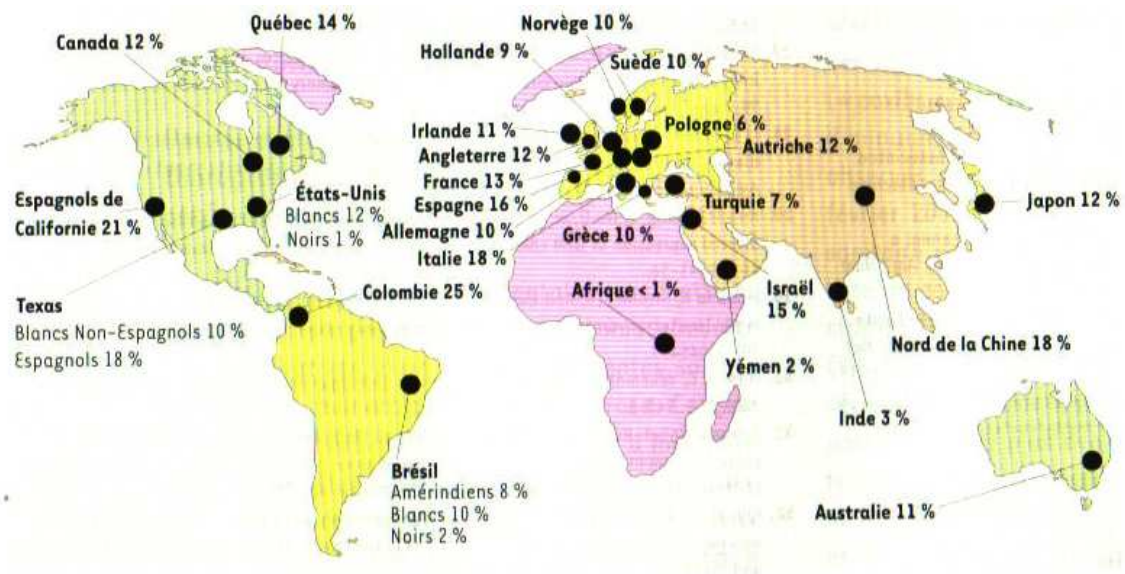 Québec 14 %
Canada 12 %
Norvège 10 %
Hollande 9 %
Suède 10 %
Irlande 11 %
Pologne 6 %
Angleterre 12 %
Autriche 12 %
France 13 %
Espagne 16 %
Allemagne 10 %
Italie 18 %
Grèce 10 %
Turquie 7 %
Japon 12 %
Espagnols de
Californie 21 %
États-Unis
Blancs 12 %
Noirs 1 %
Texas
Blancs Non-Espagnols 10 %
Espagnols 18 %
Colombie 25 %
Afrique < 1 %
Israël
15 %
Yémen 2 %
Nord de la Chine 18 %
Inde 3 %
Brésil
Amérindiens 8 %
Blancs 10 %
Noirs 2 %
Australie 11 %